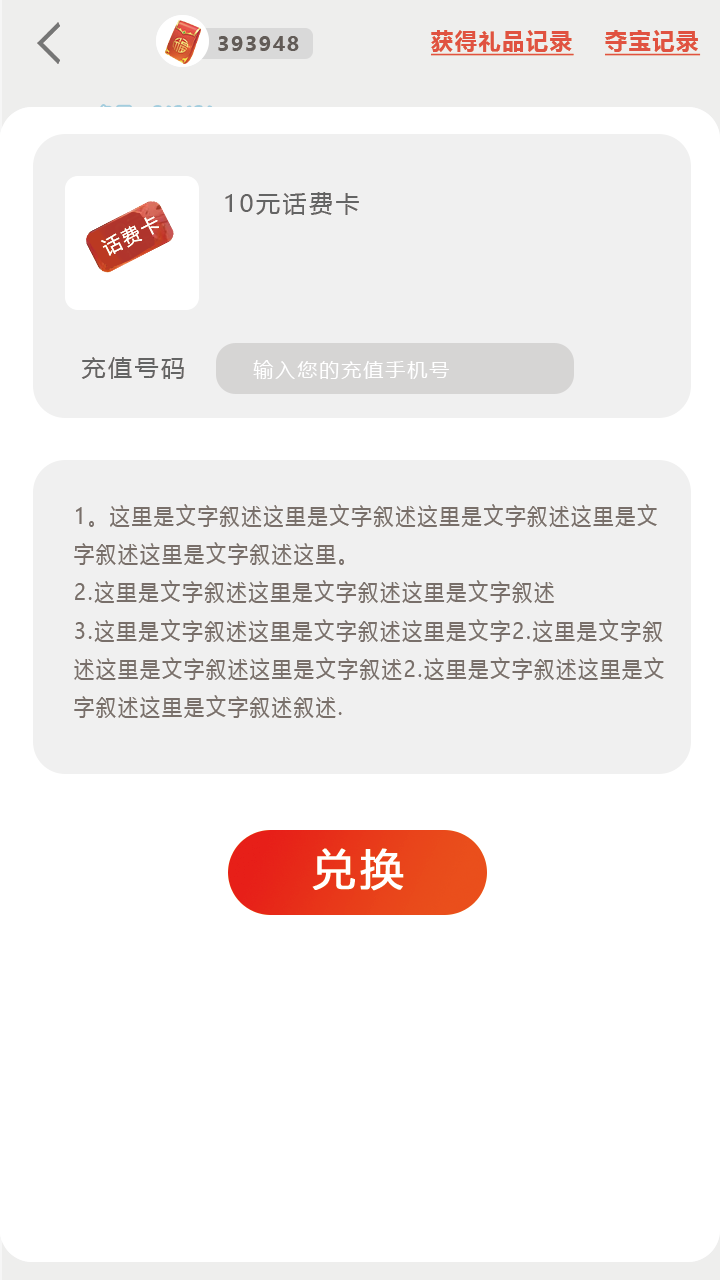 393948
获得礼品记录
夺宝记录
话费卡
10元话费卡
充值号码
输入您的充值手机号
1。这里是文字叙述这里是文字叙述这里是文字叙述这里是文
字叙述这里是文字叙述这里。
2.这里是文字叙述这里是文字叙述这里是文字叙述
3.这里是文字叙述这里是文字叙述这里是文字2.这里是文字叙
述这里是文字叙述这里是文字叙述2.这里是文字叙述这里是文
字叙述这里是文字叙述叙述.
兑换